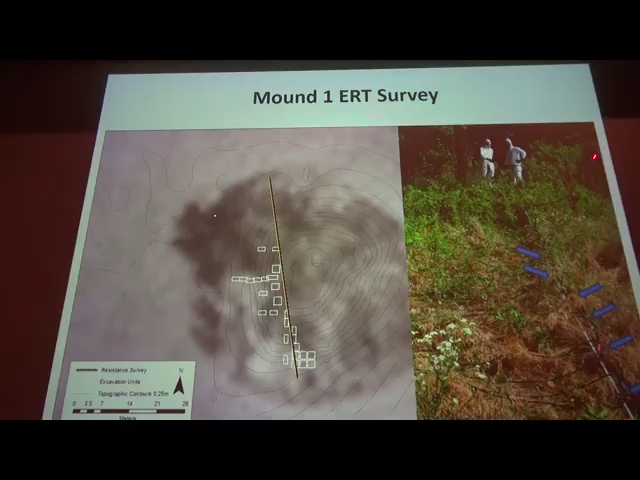 Mound 1 ERT Survey
Resistance Survey
N
Excavation Units
Topographic Contours 0.25m
0 3.5 7 14 21 28
Meters